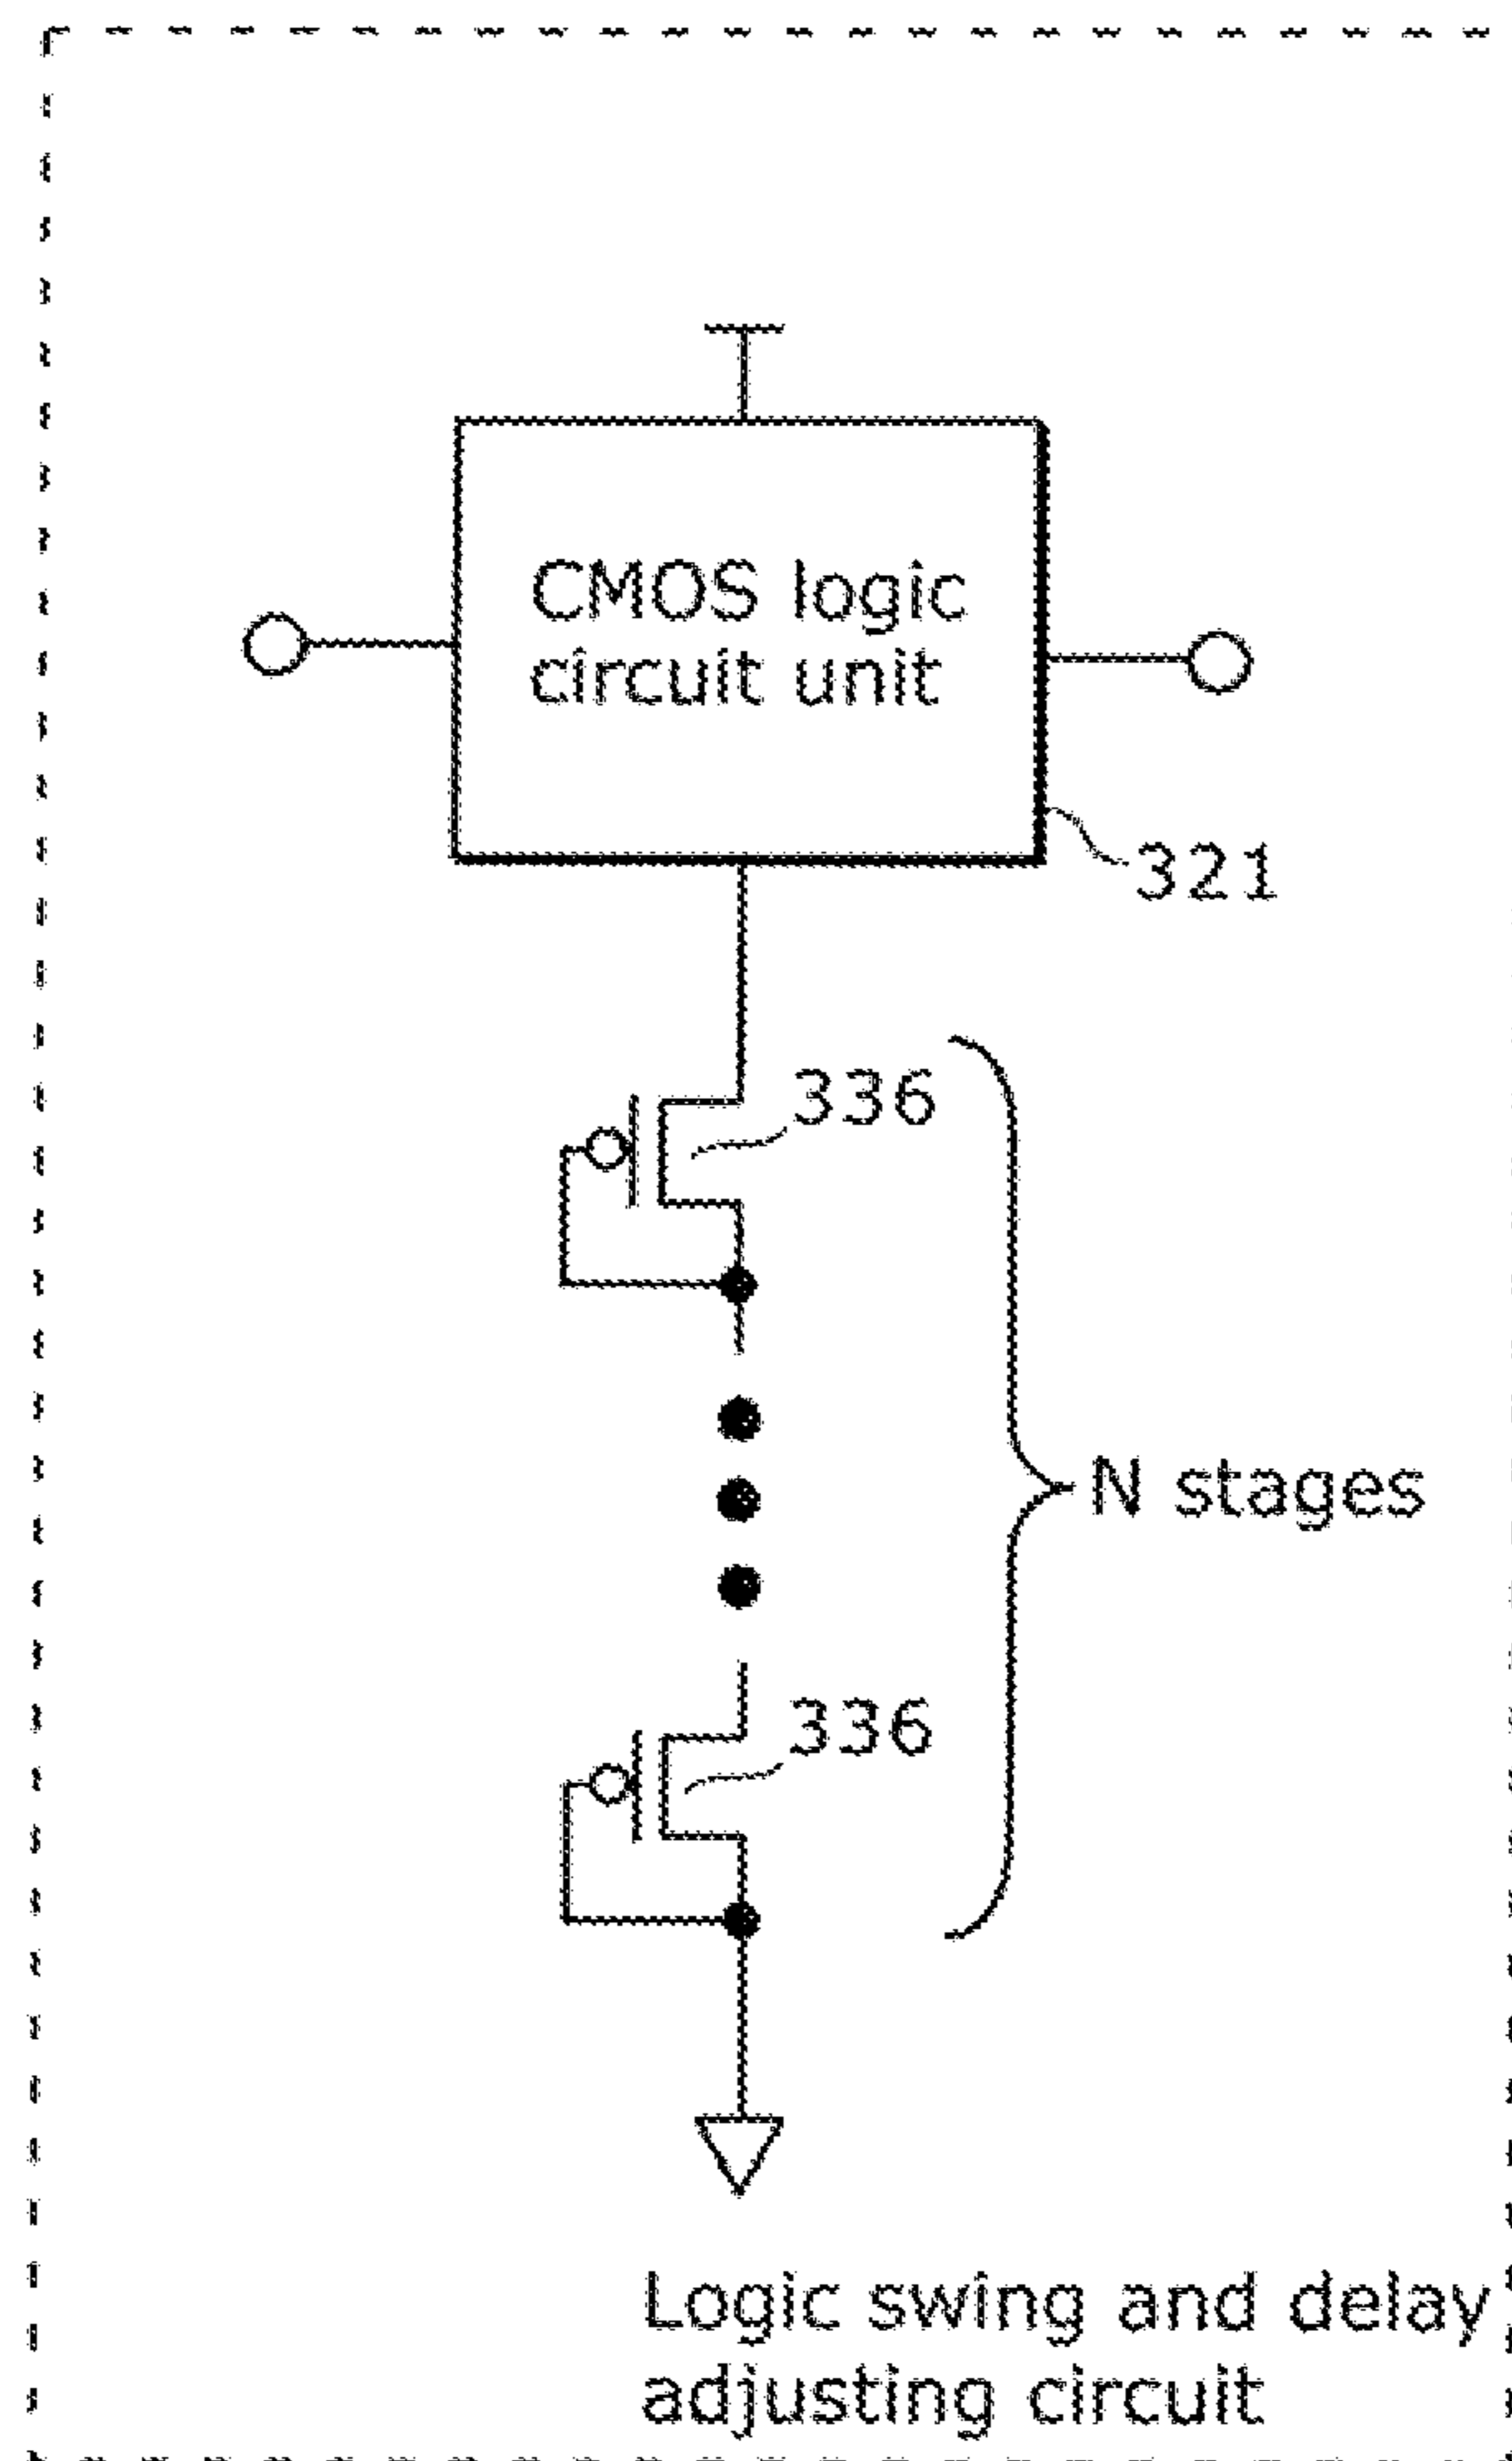 CMOS logic
circuit unit
321
336
N stages
336
Logic swing and delay
adjusting circuit